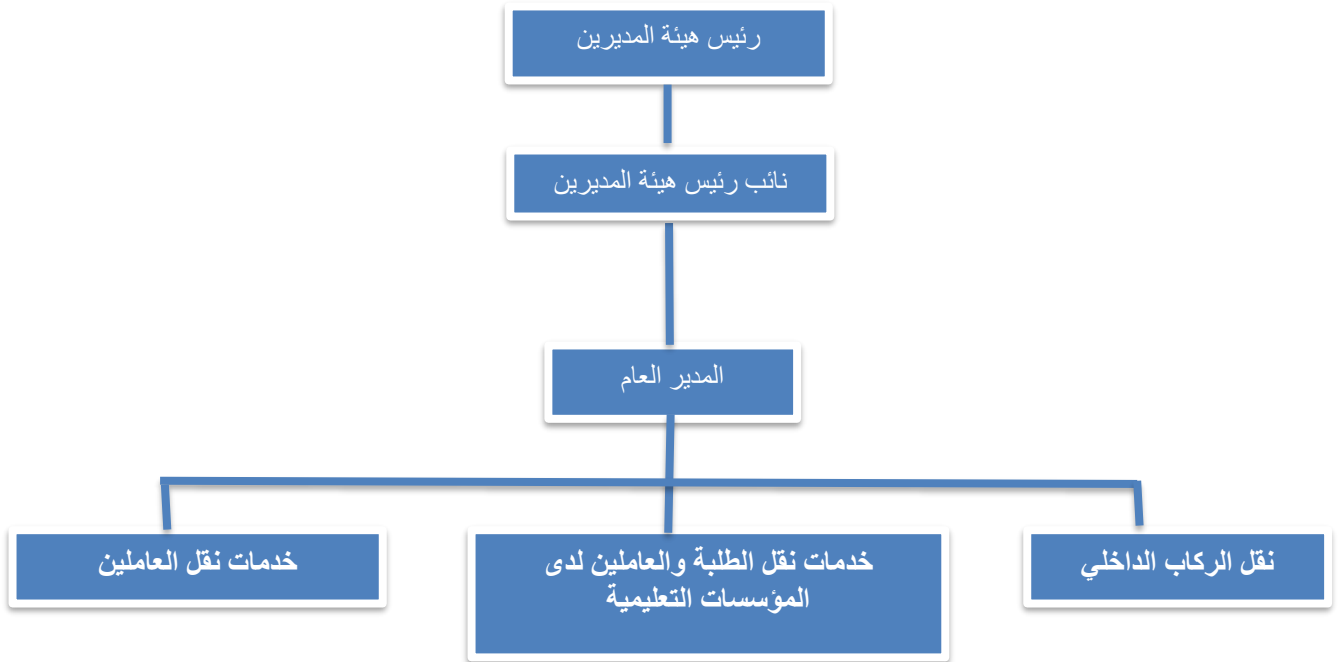 رئيس هيئة المديرين
نائب رئيس هيئة المديرين
المدير العام
نقل الركاب الداخلي
خدمات نقل الطلبة والعاملين لدى
المؤسسات التعليمية
خدمات نقل العاملين